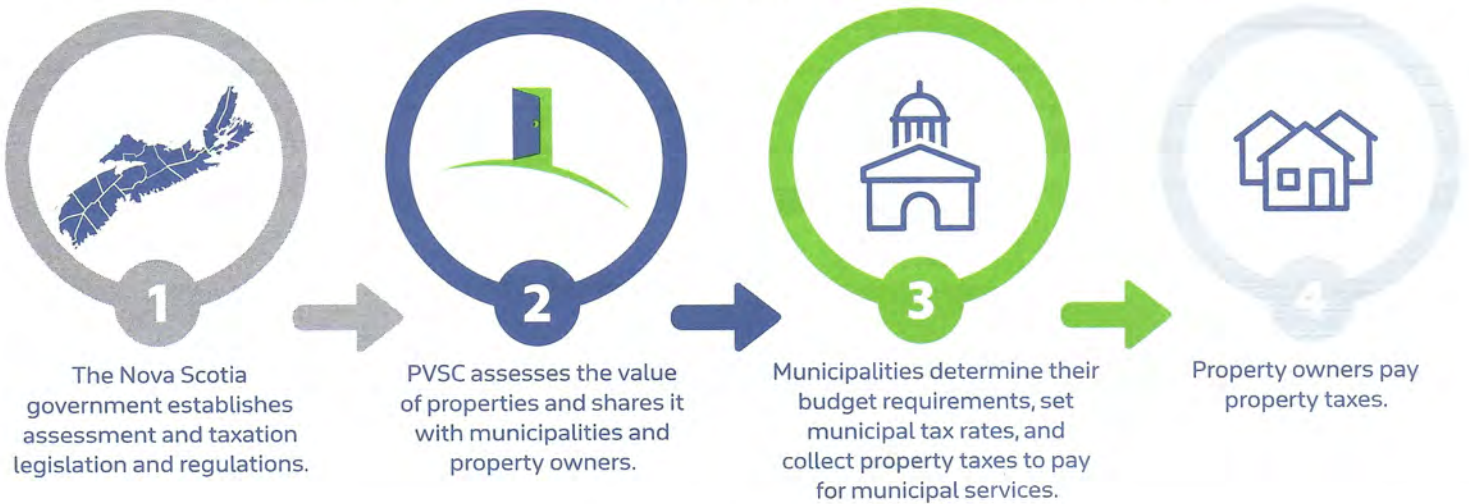 1
The Nova Scotia
government establishes
assessment and taxation
legislation and regulations.
2
PVSC assesses the value
of properties and shares it
with municipalities and
property owners.
3
Municipalities determine their
budget requirements, set
municipal tax rates, and
collect property taxes to pay
for municipal services.
4
Property owners pay
property taxes.